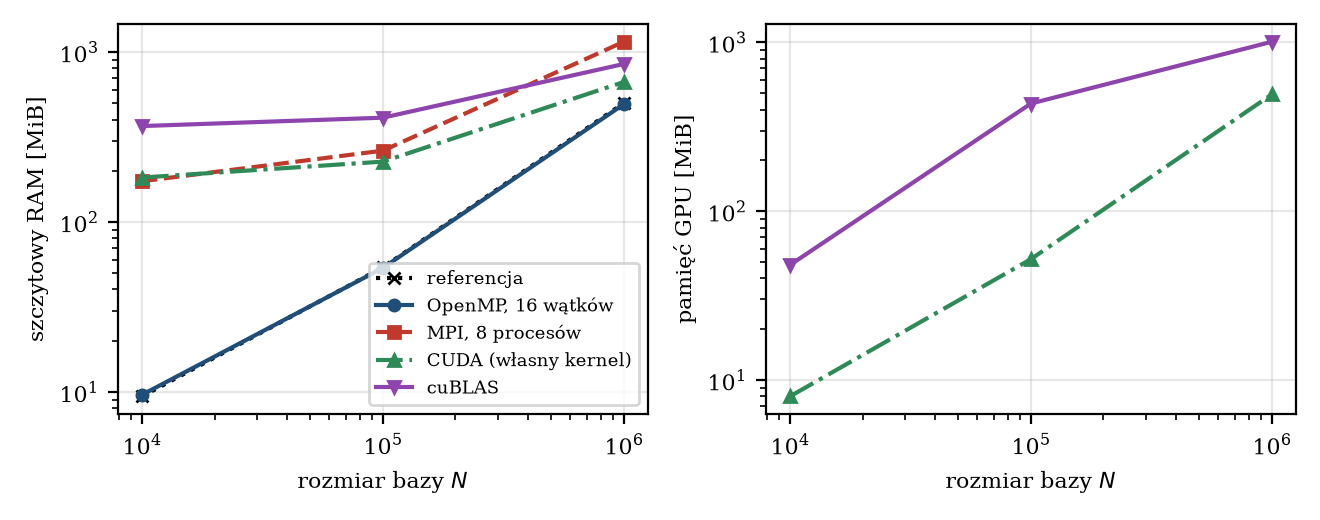 szczytowy RAM [MiB]
10³
10²
10¹
10⁴
10⁵
10⁶
rozmiar bazy N
referencja
OpenMP, 16 wątków
MPI, 8 procesów
CUDA (własny kernel)
cuBLAS
pamięć GPU [MiB]
10³
10²
10¹
10⁴
10⁵
10⁶
rozmiar bazy N